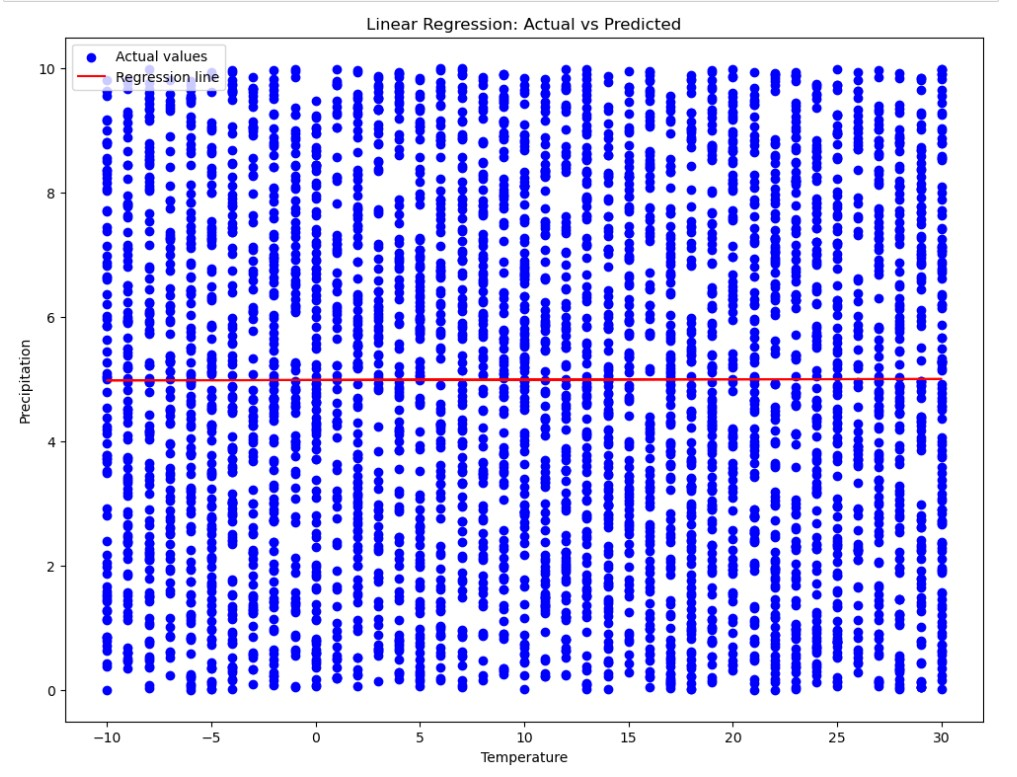 Linear Regression: Actual vs Predicted
Actual values
Regression line
Precipitation
10
8
6
4
2
0
−10 −5 0 5 10 15 20 25 30
Temperature